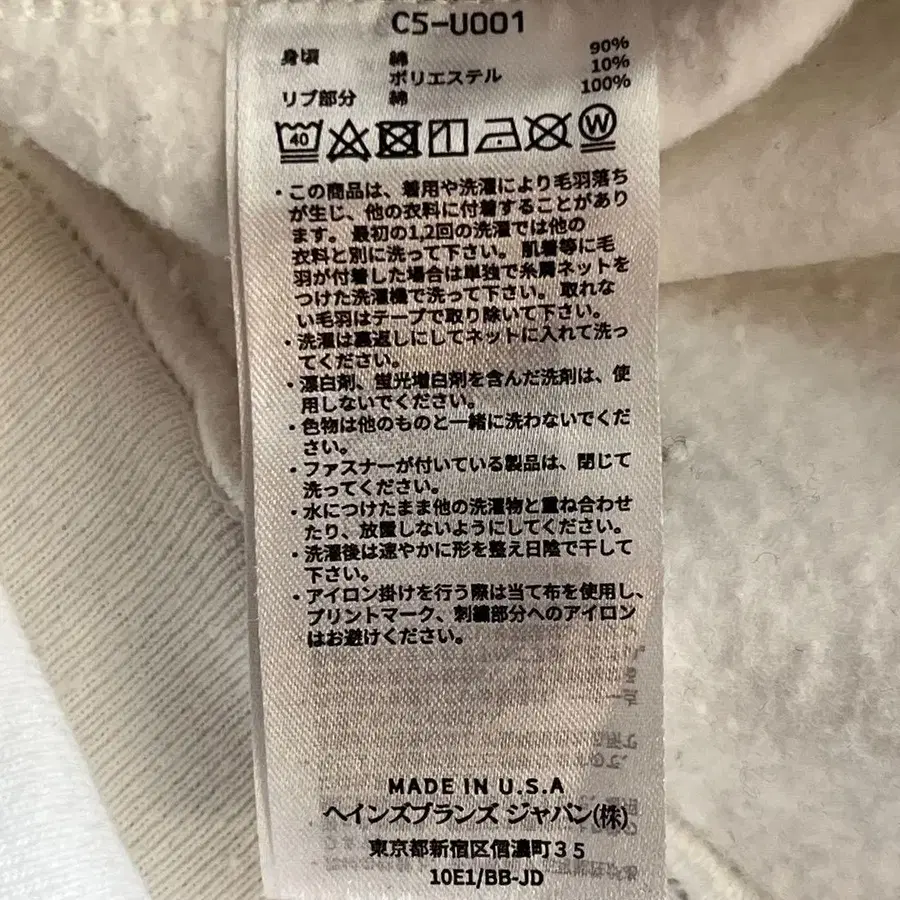 C5-U001
身頃 綿 90%
ポリエステル 10%
リブ部分 綿 100%
40 W
・この商品は、着用や洗濯により毛羽落ち
が生じ、他の衣料に付着することがあり
ます。最初の1,2回の洗濯では他の
衣料と別に洗って下さい。肌着等に毛
羽が付着した場合は単独で糸屑ネットを
つけた洗濯機で洗って下さい。取れな
い毛羽はテープで取り除いて下さい。
・洗濯は裏返しにしてネットに入れて洗っ
てください。
・漂白剤、蛍光増白剤を含んだ洗剤は、使
用しないでください。
・色物は他のものと一緒に洗わないでくだ
さい。
・ファスナーが付いている製品は、閉じて
洗ってください。
・水につけたまま他の洗濯物と重ね合わせ
たり、放置しないようにしてください。
・洗濯後は速やかに形を整え日陰で干して
下さい。
・アイロン掛けを行う際は当て布を使用し、
プリントマーク、刺繍部分へのアイロン
はお避けください。
MADE IN U.S.A
ヘインズブランズ ジャパン(株)
東京都新宿区信濃町35
10E1/BB-JD